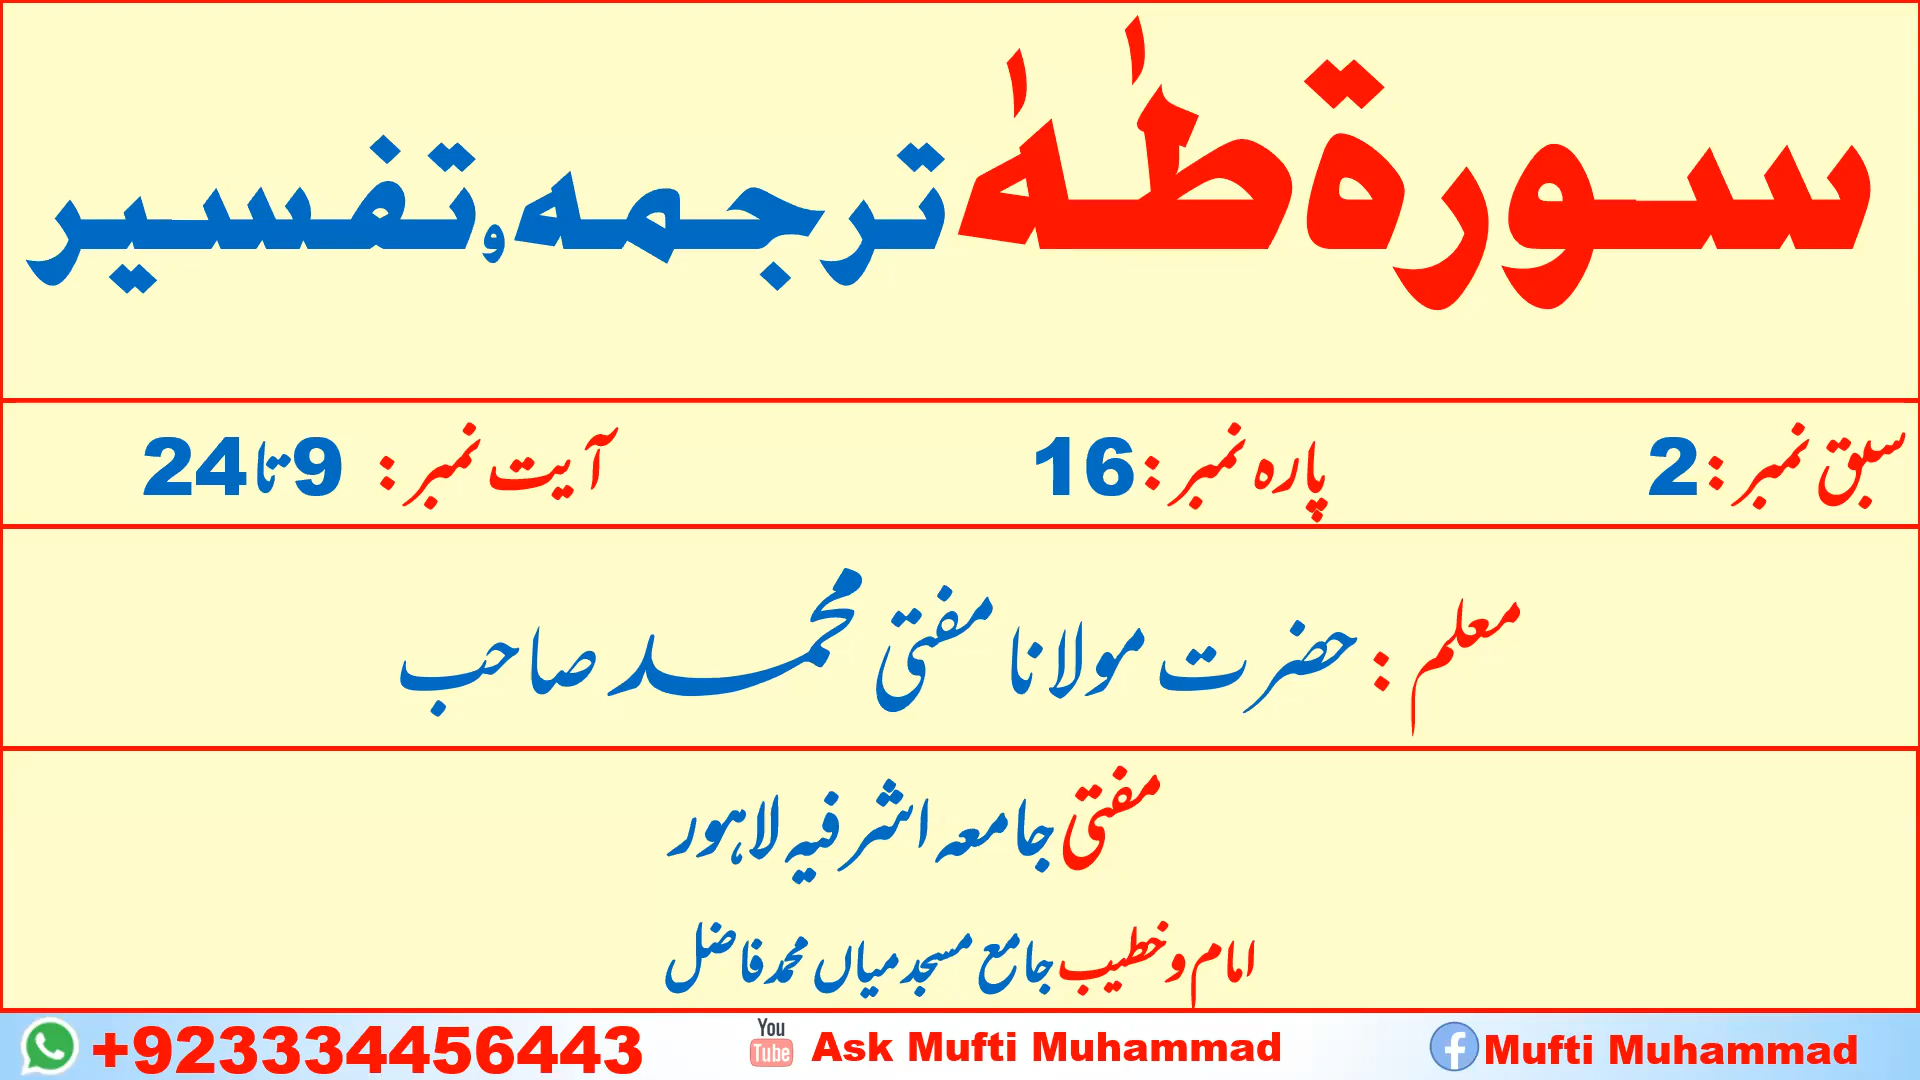 سورۃ طٰہٰ ترجمہ و تفسیر
سبق نمبر: 2 پارہ نمبر: 16 آیت نمبر: 9 تا 24
معلم : حضرت مولانا مفتی محمد صاحب
مفتی جامعہ اشرفیہ لاہور
امام و خطیب جامع مسجد میاں محمد فاضل
+923334456443 You Tube Ask Mufti Muhammad f Mufti Muhammad